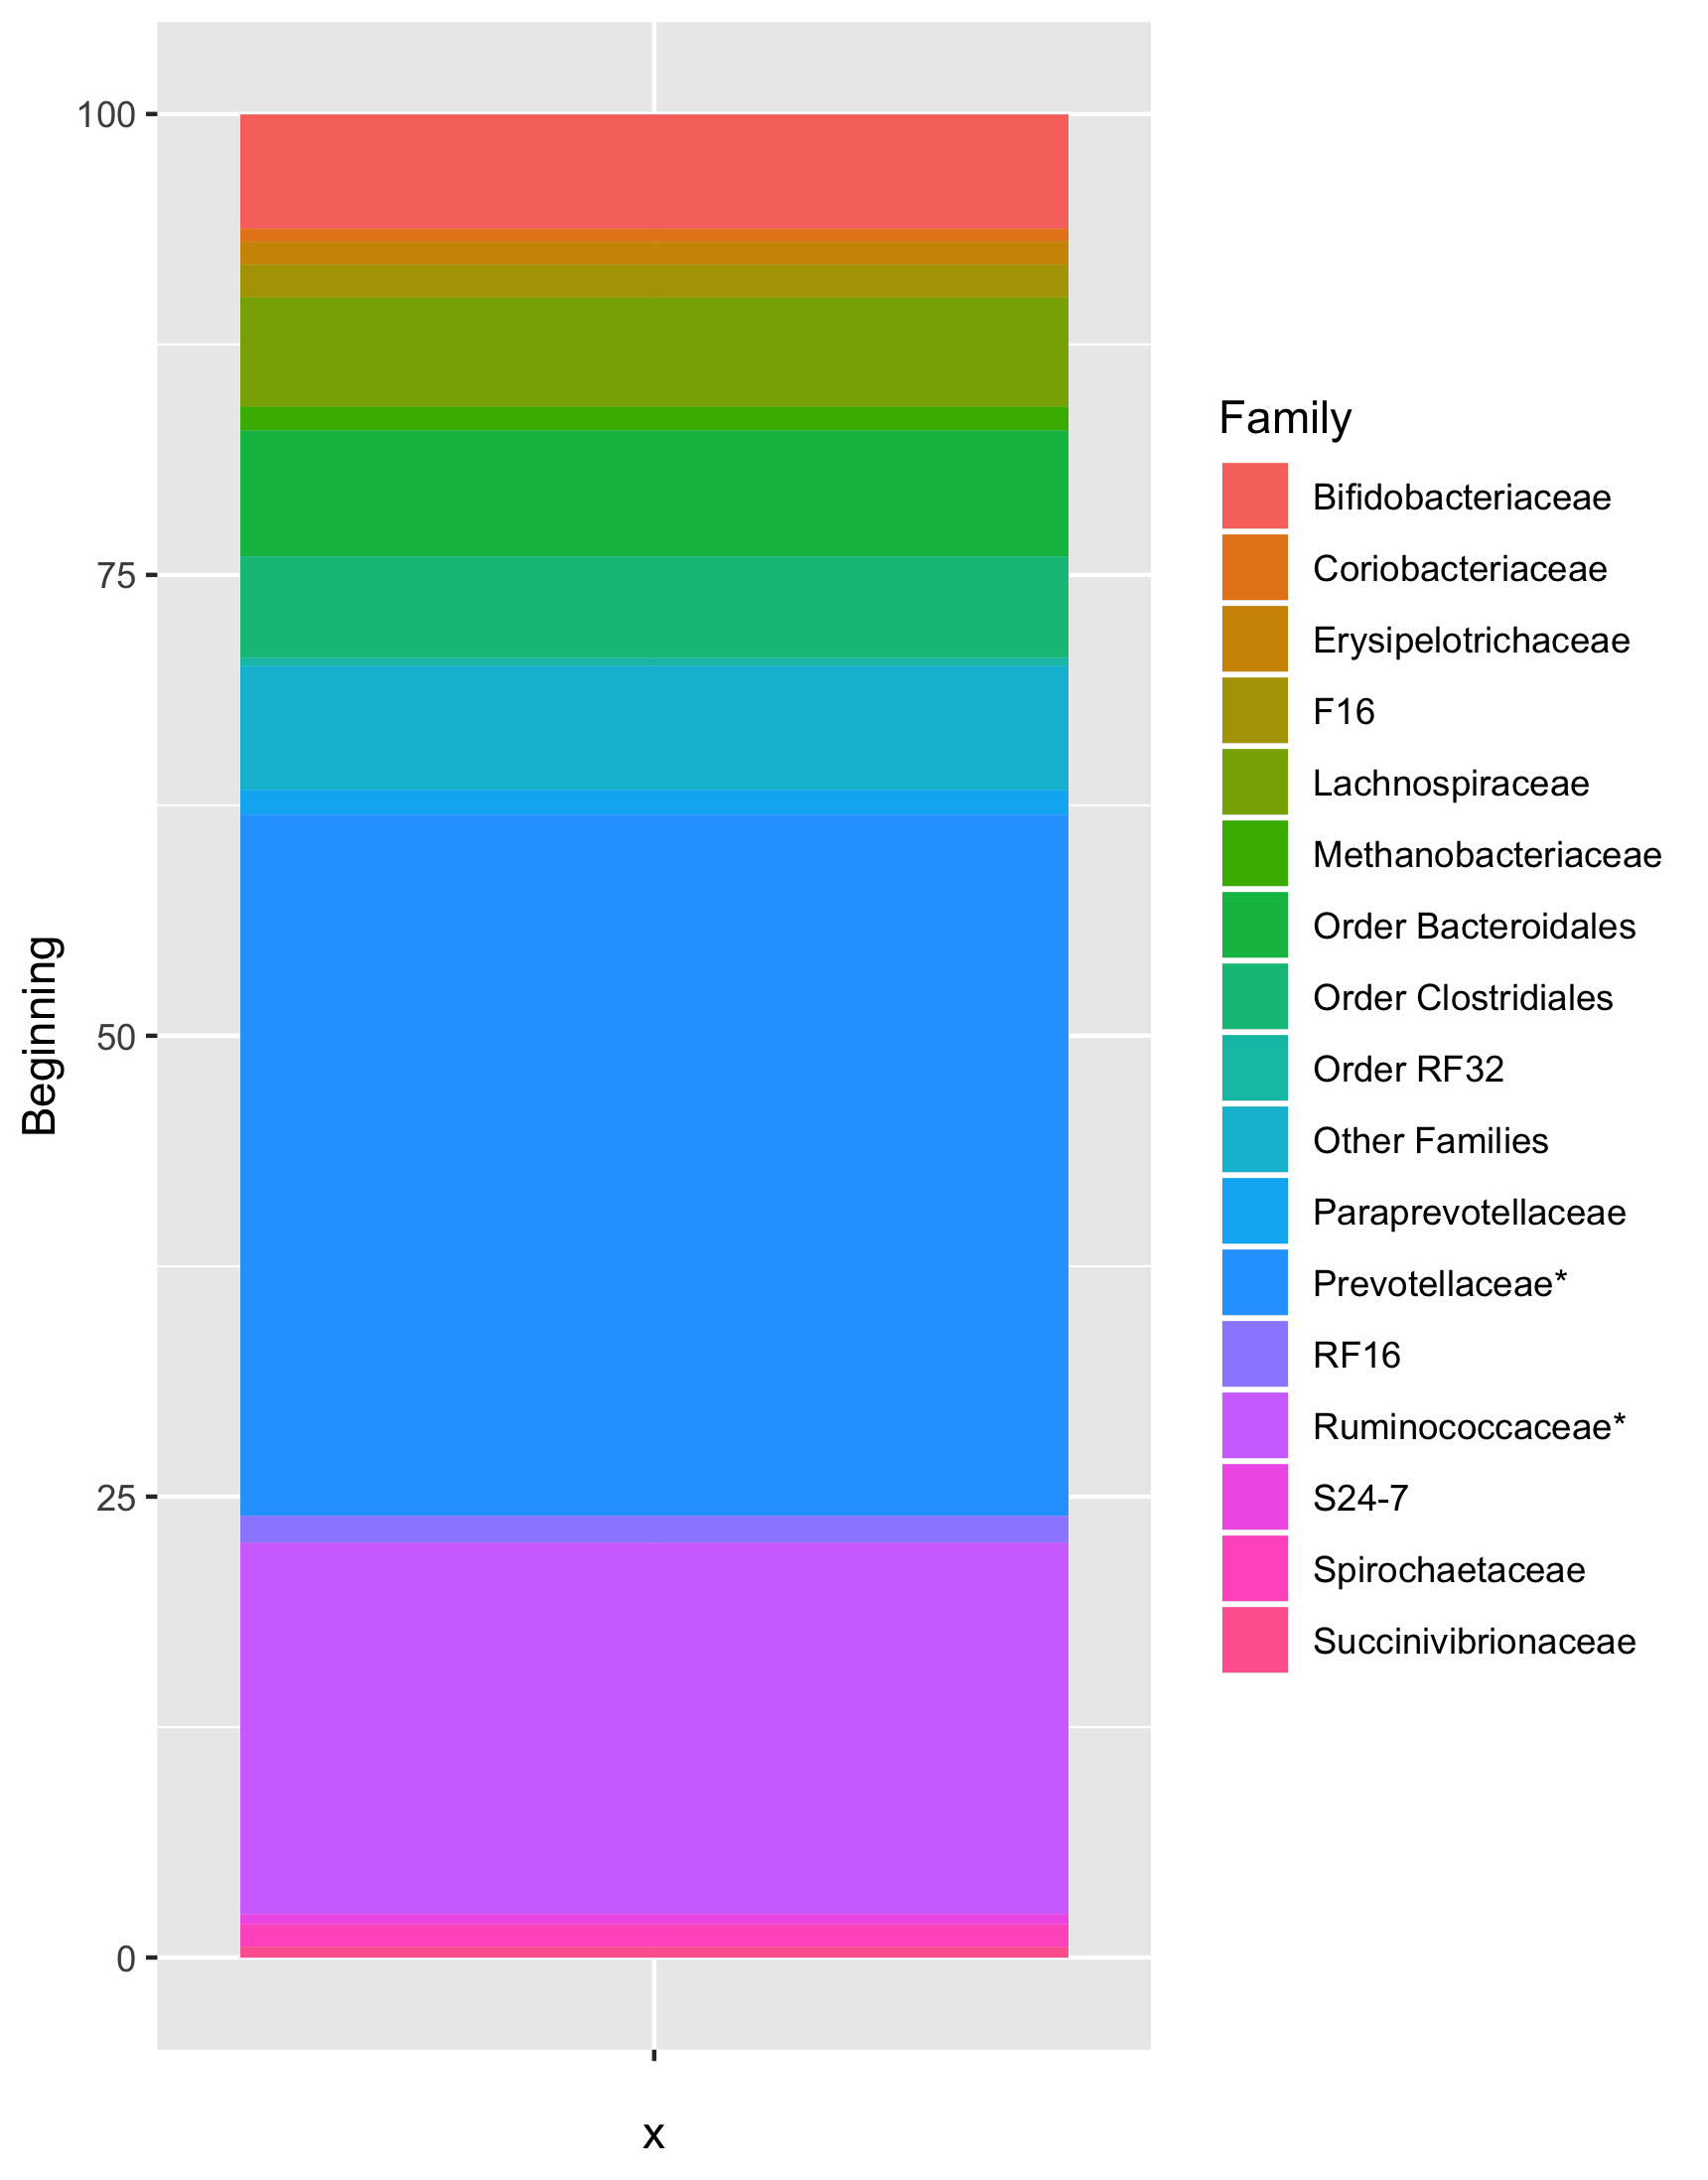 100
75
50
25
0
Beginning
x
Family
Bifidobacteriaceae
Coriobacteriaceae
Erysipelotrichaceae
F16
Lachnospiraceae
Methanobacteriaceae
Order Bacteroidales
Order Clostridiales
Order RF32
Other Families
Paraprevotellaceae
Prevotellaceae*
RF16
Ruminococcaceae*
S24-7
Spirochaetaceae
Succinivibrionaceae